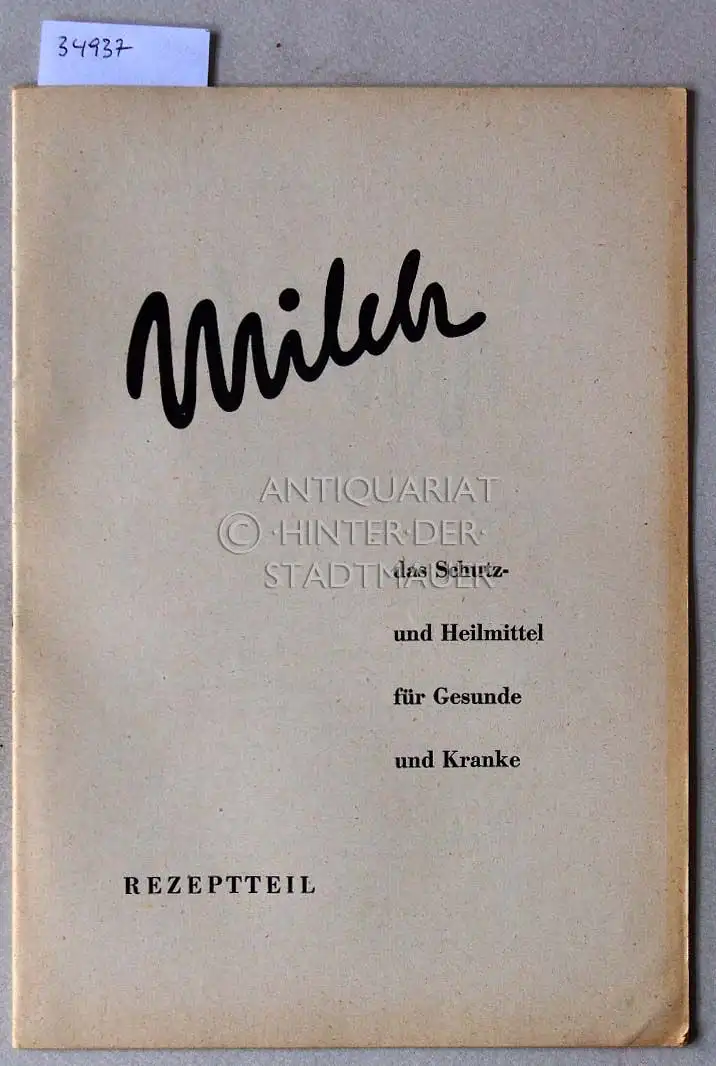 34937
Milch
ANTIQUARIAT
© ·HINTER·DER·
STADTMAUER
das Schutz-
und Heilmittel
für Gesunde
und Kranke
REZEPTTEIL